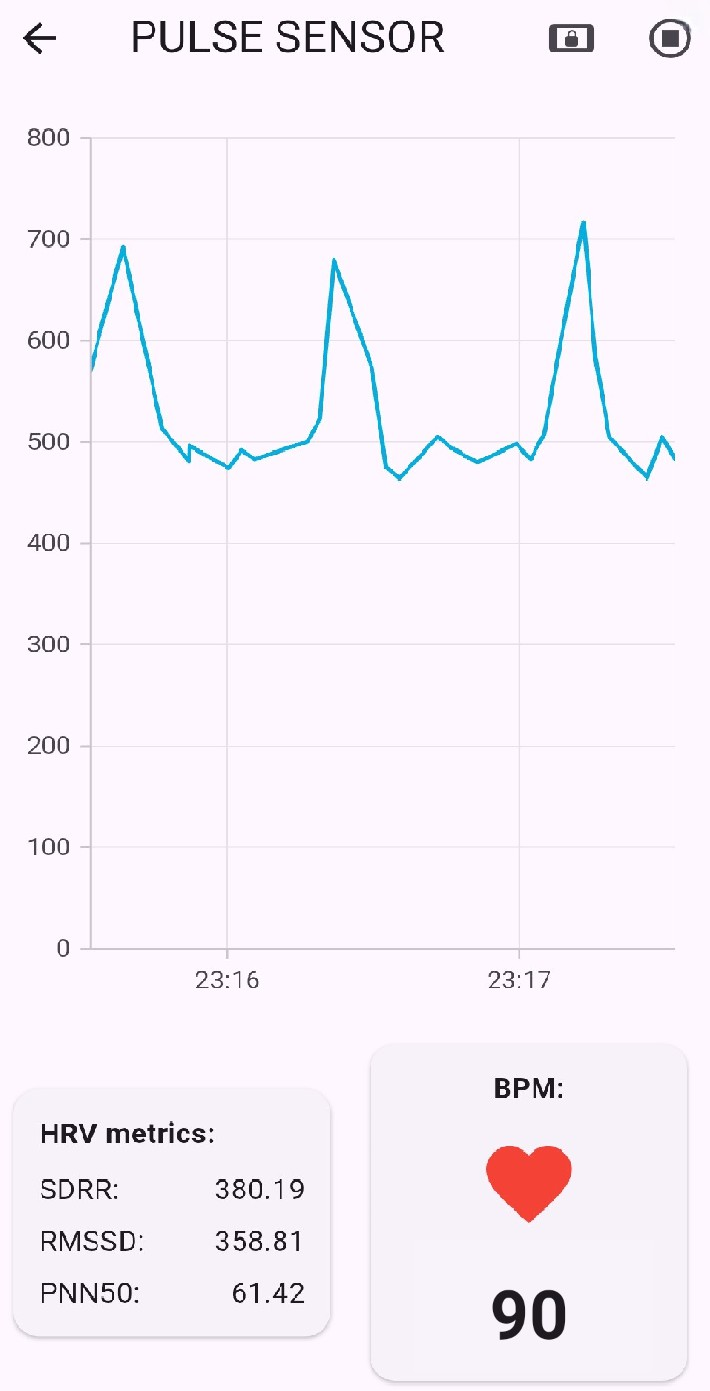 PULSE SENSOR
800
700
600
500
400
300
200
100
0
23:16 23:17
HRV metrics:
SDRR: 380.19
RMSSD: 358.81
PNN50: 61.42
BPM:
90